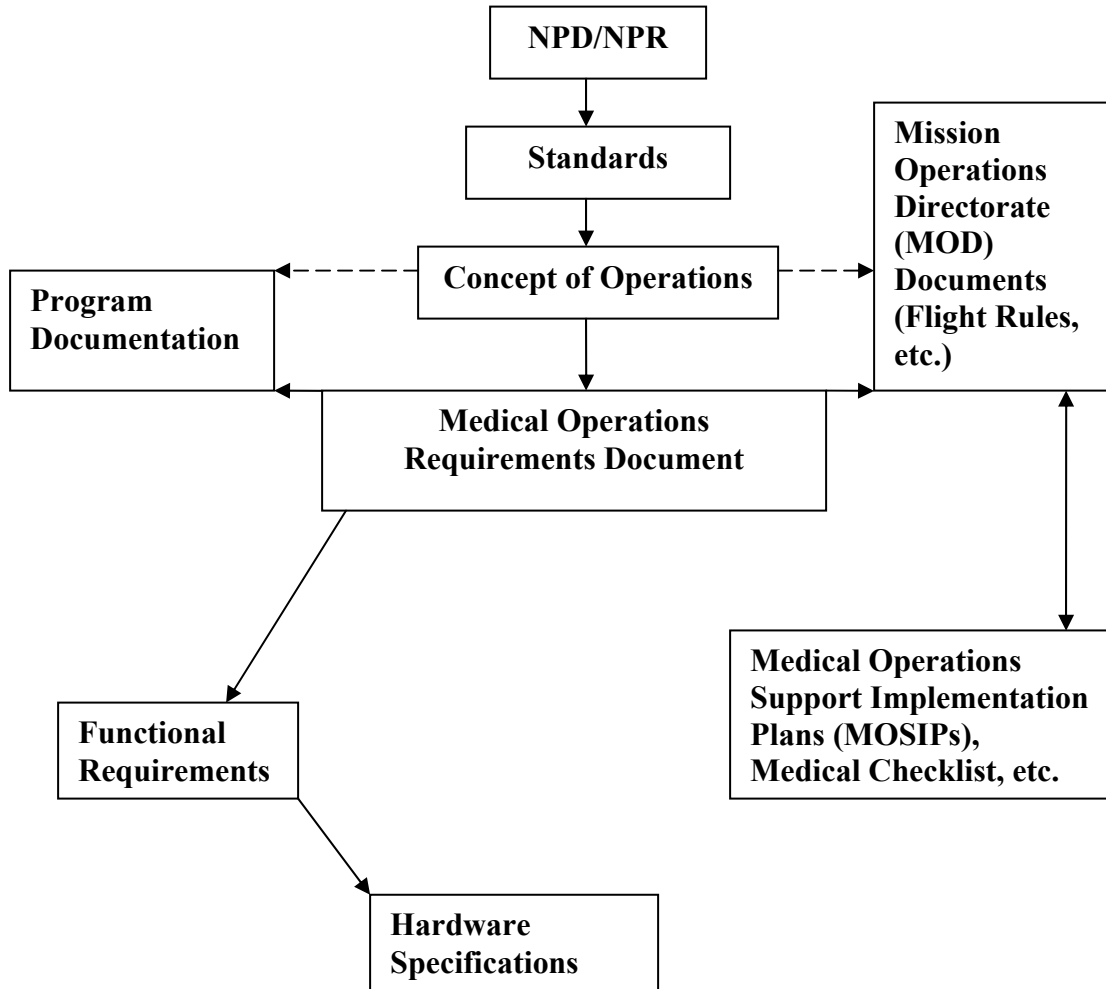 NPD/NPR
Standards
Concept of Operations
Mission
Operations
Directorate
(MOD)
Documents
(Flight Rules,
etc.)
Program
Documentation
Medical Operations
Requirements Document
Functional
Requirements
Medical Operations
Support Implementation
Plans (MOSIPs),
Medical Checklist, etc.
Hardware
Specifications